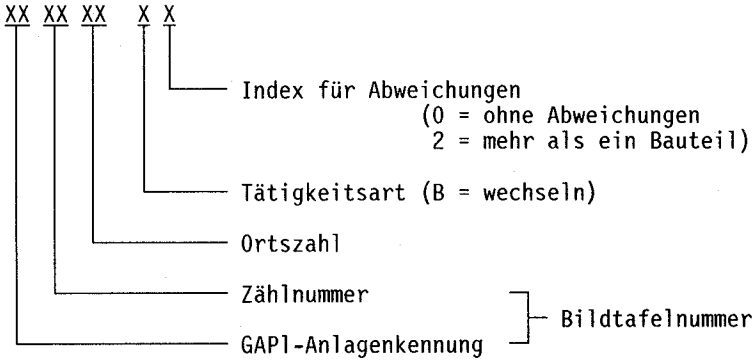 XX XX XX X X
Index für Abweichungen
(0 = ohne Abweichungen
2 = mehr als ein Bauteil)
Tätigkeitsart (B = wechseln)
Ortszahl
Zählnummer
Bildtafelnummer
GAPl-Anlagenkennung